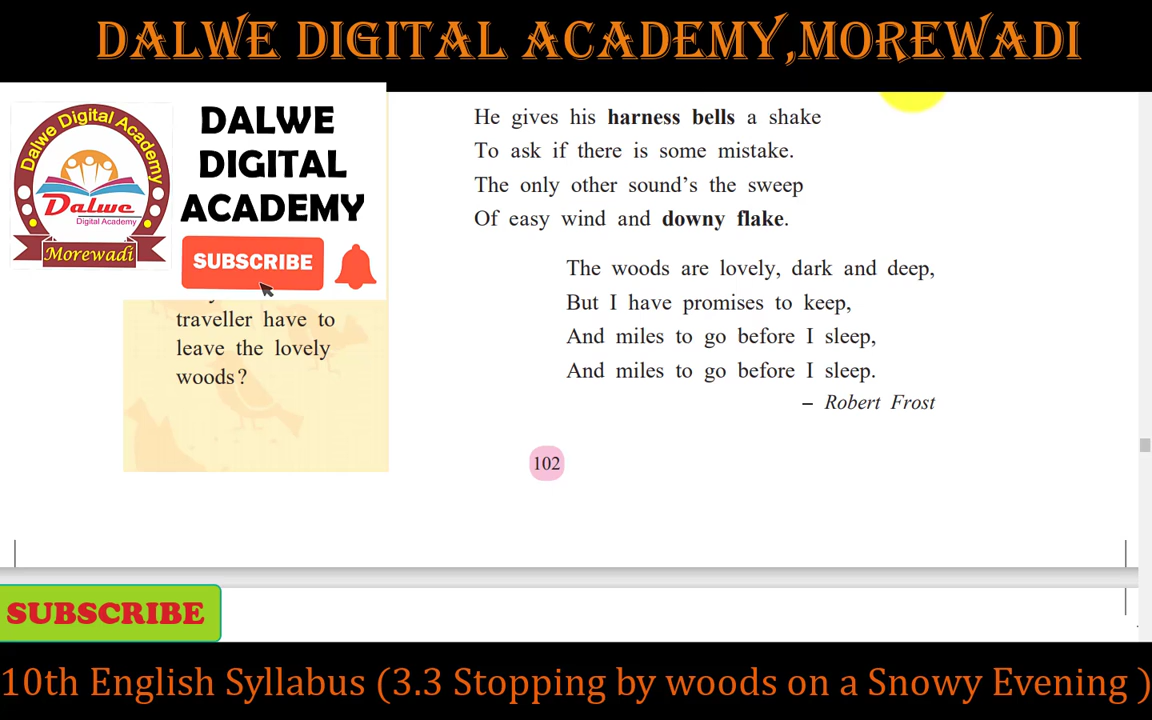 DALWE DIGITAL ACADEMY,MOREWADI
Dalwe Digital Academy
Dalwe
Digital Academy
Morewadi
DALWE
DIGITAL
ACADEMY
SUBSCRIBE
traveller have to
leave the lovely
woods?
He gives his harness bells a shake
To ask if there is some mistake.
The only other sound's the sweep
Of easy wind and downy flake.
The woods are lovely, dark and deep,
But I have promises to keep,
And miles to go before I sleep,
And miles to go before I sleep.
– Robert Frost
102
SUBSCRIBE
10th English Syllabus (3.3 Stopping by woods on a Snowy Evening )